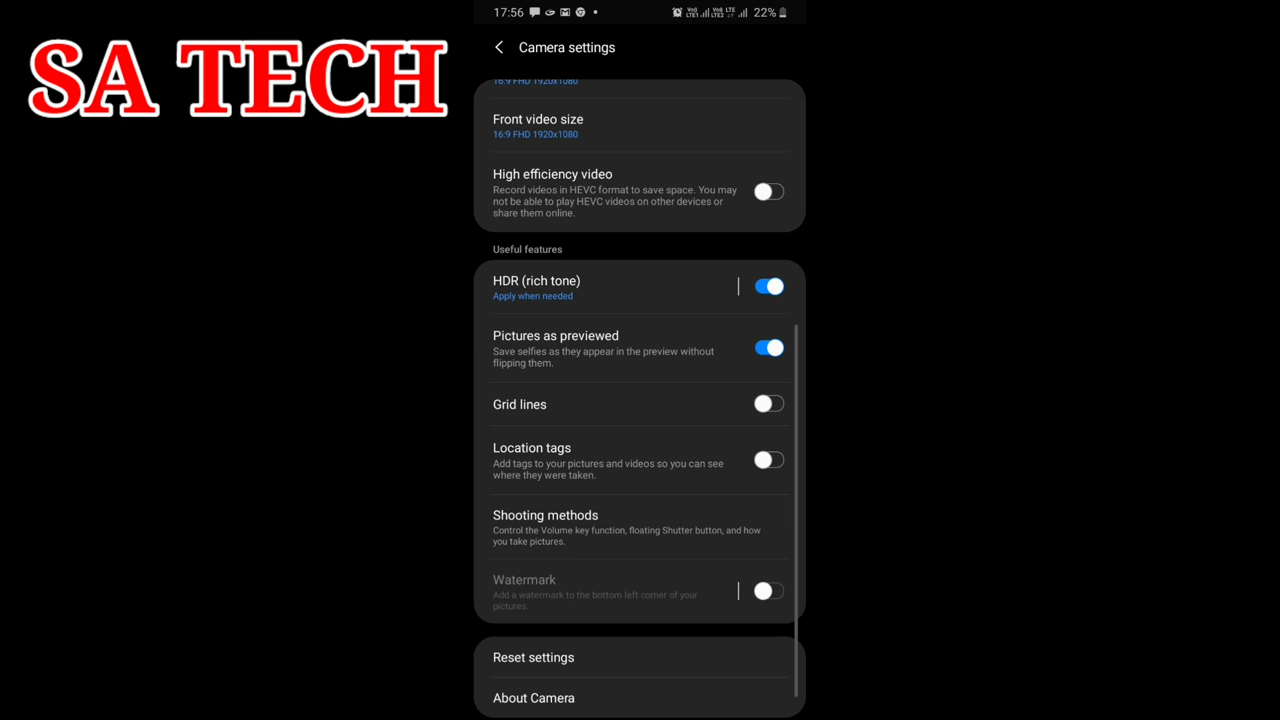 17:56
Vo)) LTE1 Vo)) LTE2 LTE 22%
SA TECH
Camera settings
16:9 FHD 1920x1080
Front video size
16:9 FHD 1920x1080
High efficiency video
Record videos in HEVC format to save space. You may
not be able to play HEVC videos on other devices or
share them online.
Useful features
HDR (rich tone)
Apply when needed
Pictures as previewed
Save selfies as they appear in the preview without
flipping them.
Grid lines
Location tags
Add tags to your pictures and videos so you can see
where they were taken.
Shooting methods
Control the Volume key function, floating Shutter button, and how
you take pictures.
Watermark
Add a watermark to the bottom left corner of your
pictures.
Reset settings
About Camera